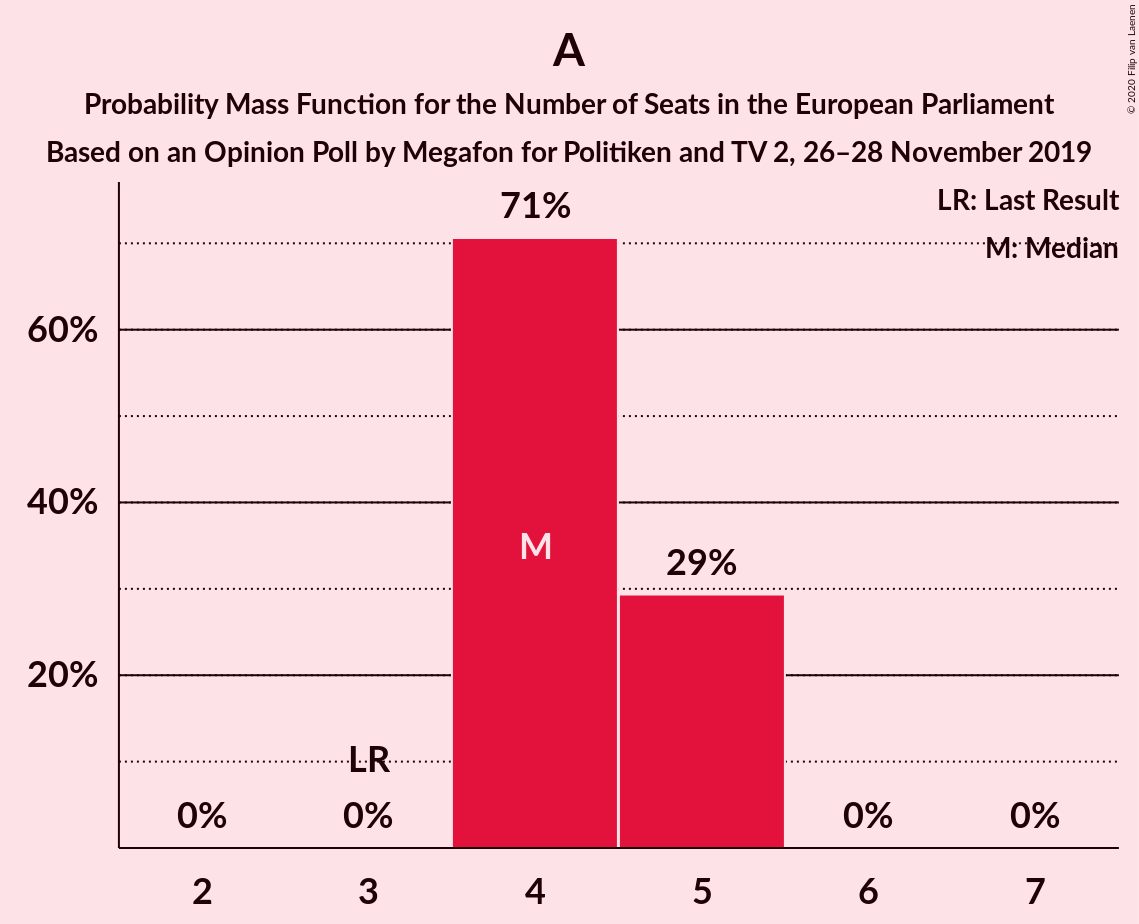 A
Probability Mass Function for the Number of Seats in the European Parliament
Based on an Opinion Poll by Megafon for Politiken and TV 2, 26–28 November 2019
© 2020 Filip van Laenen
LR: Last Result
M: Median
71%
60%
40%
M
29%
20%
LR
0%
0%
0%
0%
2
3
4
5
6
7